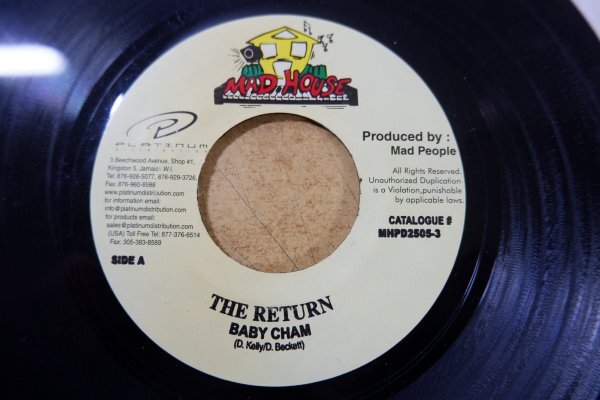 MAD HOUSE
PLATINUM
DISTRIBUTION
3 Beechwood Avenue, Shop #1,
Kingston 5, Jamaica W.I.
Tel: 876-926-5077, 876-929-3726
Fax: 876-960-8588
www.platinumdistribution.com
for information email:
info@platinumdistribution.com
for products email:
sales@platinumdistribution.com
(USA) Toll Free Tel: 877-376-6514
Fax: 305-383-8589
SIDE A
Produced by :
Mad People
All Rights Reserved.
Unauthorized Duplication
is a Violation,punishable
by applicable laws.
CATALOGUE #
MHPD2505-3
THE RETURN
BABY CHAM
(D. Kelly/D. Beckett)